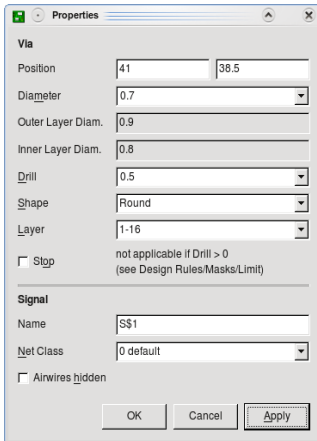 Properties
Via
Position 41 38.5
Diameter 0.7
Outer Layer Diam. 0.9
Inner Layer Diam. 0.8
Drill 0.5
Shape Round
Layer 1-16
Stop not applicable if Drill > 0
(see Design Rules/Masks/Limit)
Signal
Name S$1
Net Class 0 default
Airwires hidden
OK Cancel Apply